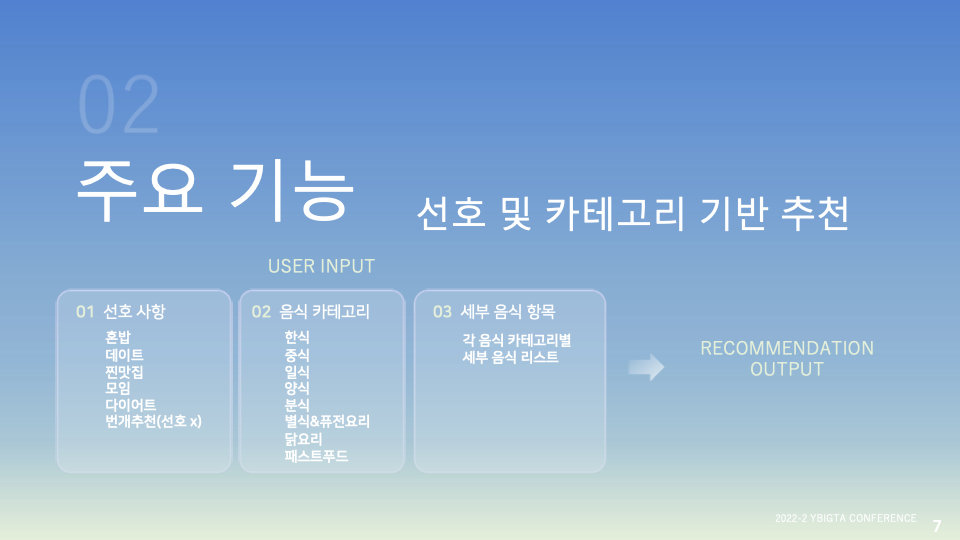 02
주요 기능
선호 및 카테고리 기반 추천
USER INPUT
01 선호 사항
혼밥
데이트
찐맛집
모임
다이어트
번개추천(선호 x)
02 음식 카테고리
한식
중식
일식
양식
분식
별식&퓨전요리
닭요리
패스트푸드
03 세부 음식 항목
각 음식 카테고리별
세부 음식 리스트
RECOMMENDATION
OUTPUT
2022-2 YBIGTA CONFERENCE
7